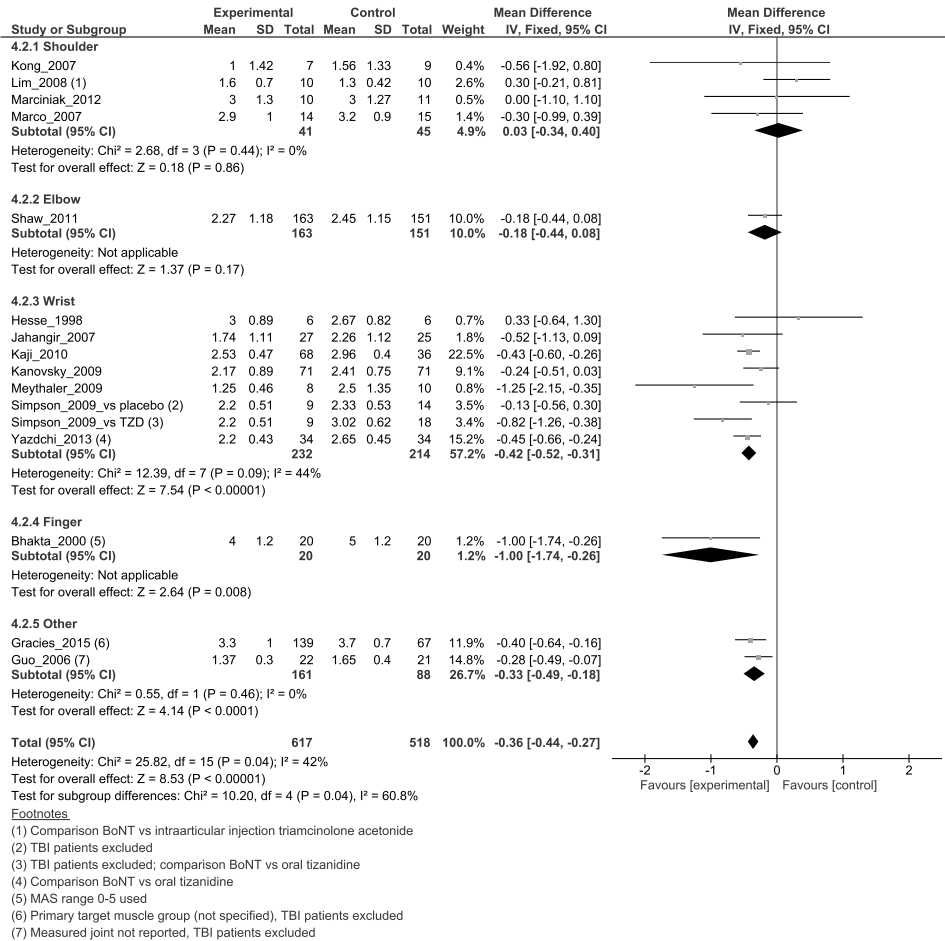 Experimental Control Mean Difference Mean Difference
Study or Subgroup Mean SD Total Mean SD Total Weight IV, Fixed, 95% CI IV, Fixed, 95% CI
4.2.1 Shoulder
Kong_2007 1 1.42 7 1.56 1.33 9 0.4% -0.56 [-1.92, 0.80]
Lim_2008 (1) 1.6 0.7 10 1.3 0.42 10 2.6% 0.30 [-0.21, 0.81]
Marciniak_2012 3 1.3 10 3 1.27 11 0.5% 0.00 [-1.10, 1.10]
Marco_2007 2.9 1 14 3.2 0.9 15 1.4% -0.30 [-0.99, 0.39]
Subtotal (95% CI) 41 45 4.9% 0.03 [-0.34, 0.40]
Heterogeneity: Chi² = 2.68, df = 3 (P = 0.44); I² = 0%
Test for overall effect: Z = 0.18 (P = 0.86)
4.2.2 Elbow
Shaw_2011 2.27 1.18 163 2.45 1.15 151 10.0% -0.18 [-0.44, 0.08]
Subtotal (95% CI) 163 151 10.0% -0.18 [-0.44, 0.08]
Heterogeneity: Not applicable
Test for overall effect: Z = 1.37 (P = 0.17)
4.2.3 Wrist
Hesse_1998 3 0.89 6 2.67 0.82 6 0.7% 0.33 [-0.64, 1.30]
Jahangir_2007 1.74 1.11 27 2.26 1.12 25 1.8% -0.52 [-1.13, 0.09]
Kaji_2010 2.53 0.47 68 2.96 0.4 36 22.5% -0.43 [-0.60, -0.26]
Kanovsky_2009 2.17 0.89 71 2.41 0.75 71 9.1% -0.24 [-0.51, 0.03]
Meythaler_2009 1.25 0.46 8 2.5 1.35 10 0.8% -1.25 [-2.15, -0.35]
Simpson_2009_vs placebo (2) 2.2 0.51 9 2.33 0.53 14 3.5% -0.13 [-0.56, 0.30]
Simpson_2009_vs TZD (3) 2.2 0.51 9 3.02 0.62 18 3.4% -0.82 [-1.26, -0.38]
Yazdchi_2013 (4) 2.2 0.43 34 2.65 0.45 34 15.2% -0.45 [-0.66, -0.24]
Subtotal (95% CI) 232 214 57.2% -0.42 [-0.52, -0.31]
Heterogeneity: Chi² = 12.39, df = 7 (P = 0.09); I² = 44%
Test for overall effect: Z = 7.54 (P < 0.00001)
4.2.4 Finger
Bhakta_2000 (5) 4 1.2 20 5 1.2 20 1.2% -1.00 [-1.74, -0.26]
Subtotal (95% CI) 20 20 1.2% -1.00 [-1.74, -0.26]
Heterogeneity: Not applicable
Test for overall effect: Z = 2.64 (P = 0.008)
4.2.5 Other
Gracies_2015 (6) 3.3 1 139 3.7 0.7 67 11.9% -0.40 [-0.64, -0.16]
Guo_2006 (7) 1.37 0.3 22 1.65 0.4 21 14.8% -0.28 [-0.49, -0.07]
Subtotal (95% CI) 161 88 26.7% -0.33 [-0.49, -0.18]
Heterogeneity: Chi² = 0.55, df = 1 (P = 0.46); I² = 0%
Test for overall effect: Z = 4.14 (P < 0.0001)
Total (95% CI) 617 518 100.0% -0.36 [-0.44, -0.27]
Heterogeneity: Chi² = 25.82, df = 15 (P = 0.04); I² = 42%
Test for overall effect: Z = 8.53 (P < 0.00001)
Test for subgroup differences: Chi² = 10.20, df = 4 (P = 0.04), I² = 60.8%
-2 -1 0 1 2
Favours [experimental] Favours [control]
Footnotes
(1) Comparison BoNT vs intraarticular injection triamcinolone acetonide
(2) TBI patients excluded
(3) TBI patients excluded; comparison BoNT vs oral tizanidine
(4) Comparison BoNT vs oral tizanidine
(5) MAS range 0-5 used
(6) Primary target muscle group (not specified), TBI patients excluded
(7) Measured joint not reported, TBI patients excluded